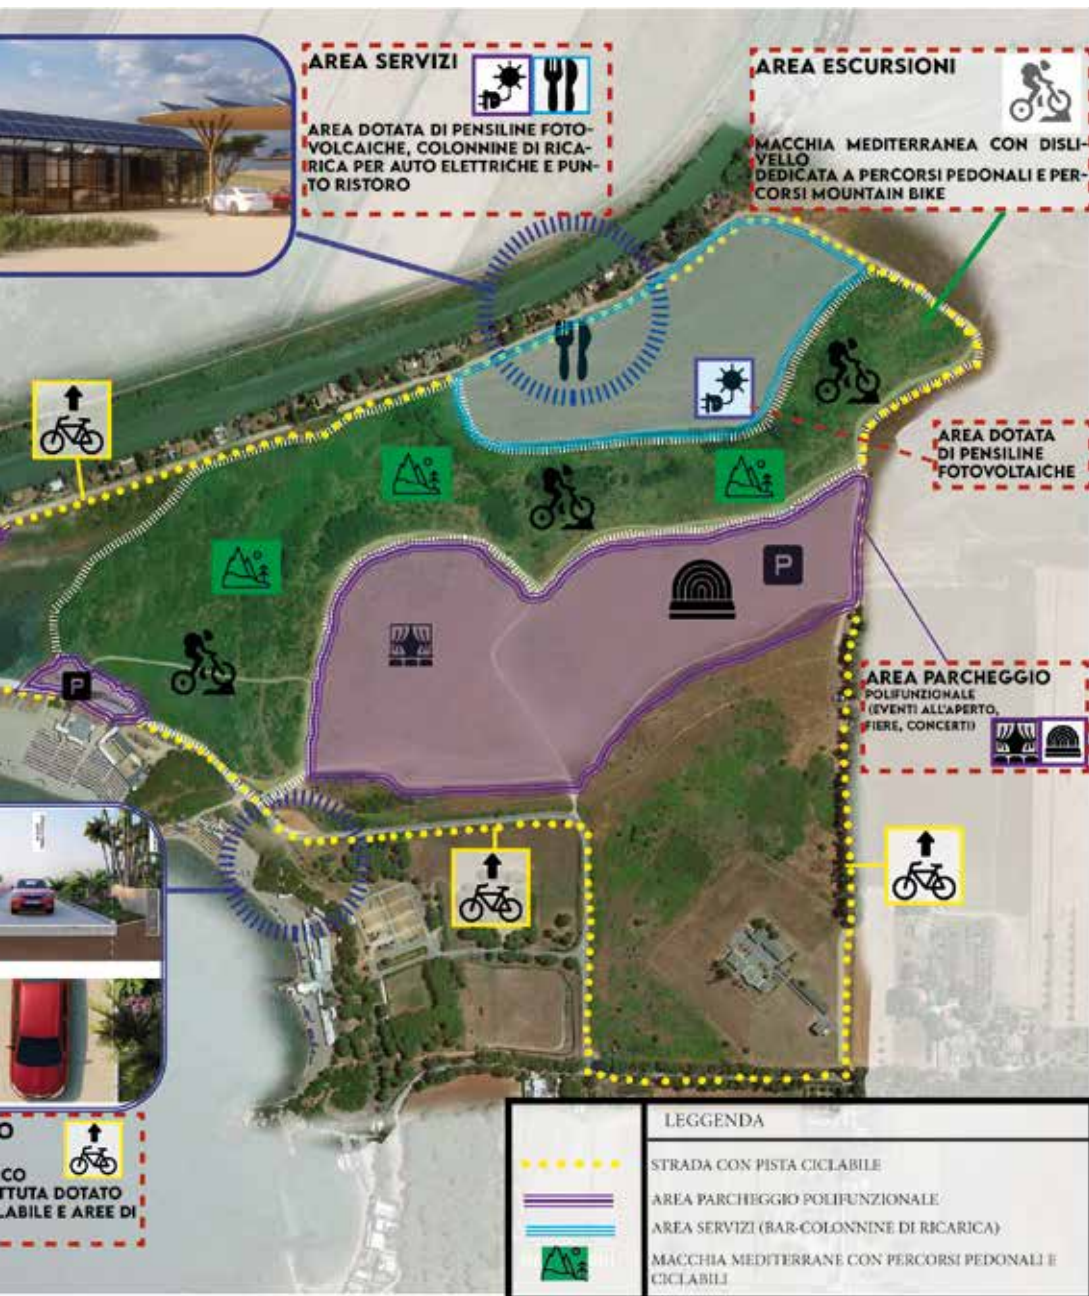 AREA SERVIZI
AREA DOTATA DI PENSILINE FOTO-
VOLCAICHE, COLONNINE DI RICA-
RICA PER AUTO ELETTRICHE E PUN-
TO RISTORO
AREA ESCURSIONI
MACCHIA MEDITERRANEA CON DISLI-
VELLO
DEDICATA A PERCORSI PEDONALI E PER-
CORSI MOUNTAIN BIKE
AREA DOTATA
DI PENSILINE
FOTOVOLTAICHE
P
P
AREA PARCHEGGIO
POLIFUNZIONALE
(EVENTI ALL'APERTO,
FIERE, CONCERTI)
O
CO
TTUTA DOTATO
LABILE E AREE DI
LEGGENDA
STRADA CON PISTA CICLABILE
AREA PARCHEGGIO POLIFUNZIONALE
AREA SERVIZI (BAR-COLONNINE DI RICARICA)
MACCHIA MEDITERRANE CON PERCORSI PEDONALI E
CICLABILI